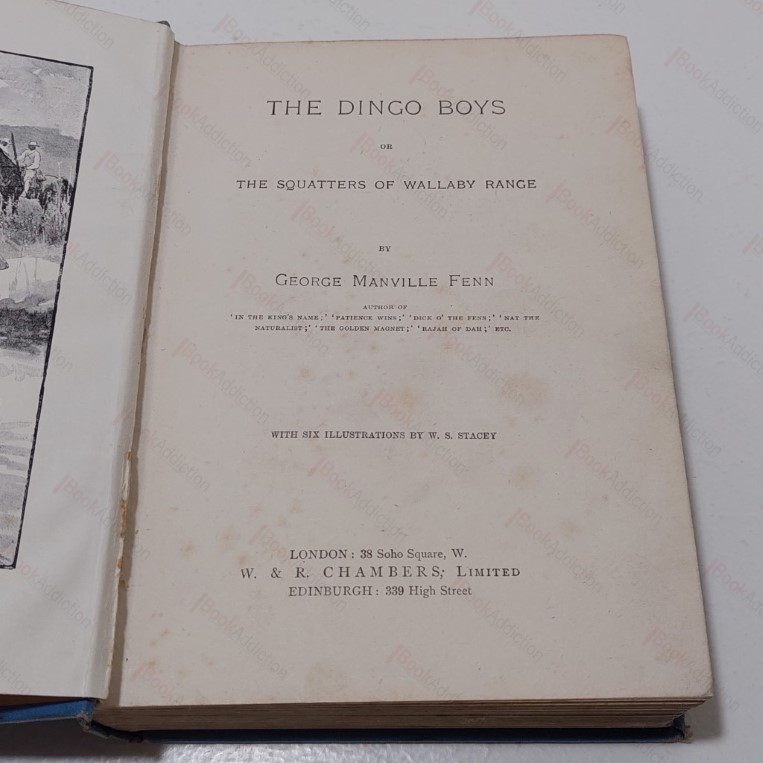 THE DINGO BOYS
OR
THE SQUATTERS OF WALLABY RANGE
BY
GEORGE MANVILLE FENN
AUTHOR OF
'IN THE KING'S NAME;' 'PATIENCE WINS;' 'DICK O' THE FENS;' 'NAT THE
NATURALIST;' 'THE GOLDEN MAGNET;' 'RAJAH OF DAH;' ETC.
WITH SIX ILLUSTRATIONS BY W. S. STACEY
LONDON: 38 Soho Square, W.
W. & R. CHAMBERS, LIMITED
EDINBURGH: 339 High Street
BookAddiction